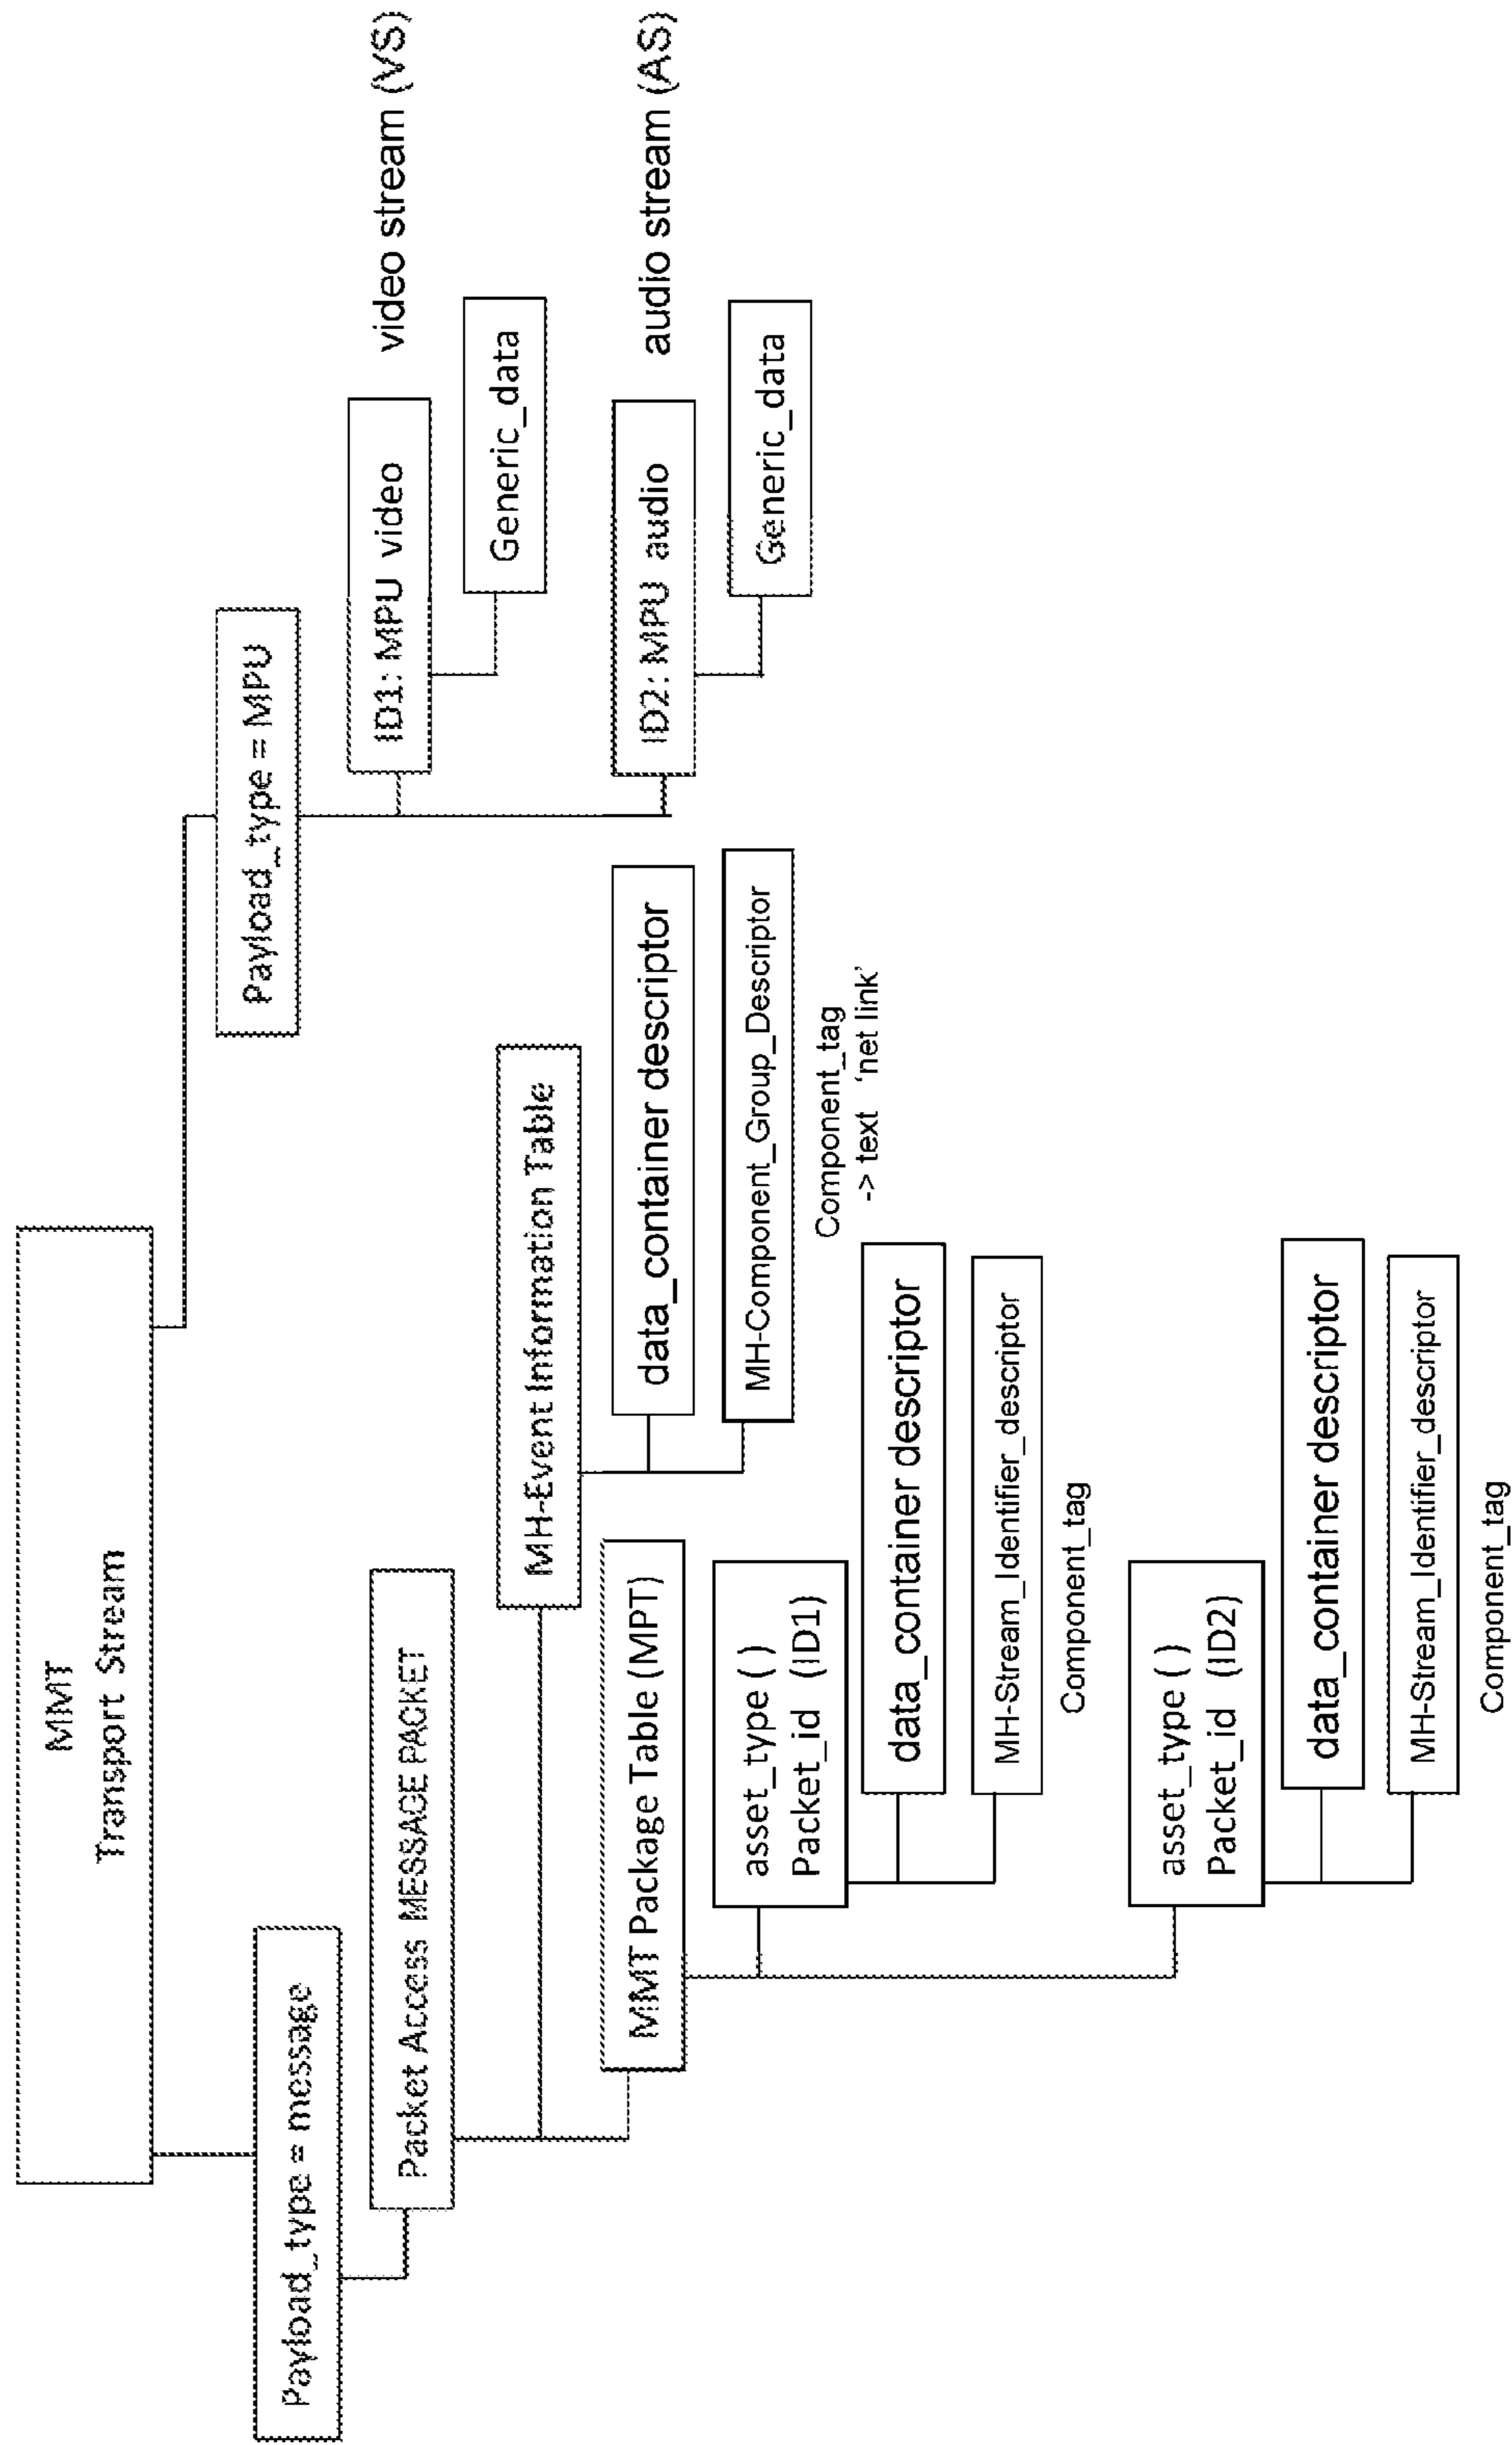 MMT
Transport Stream
Payload_type = message
Packet Access MESSAGE PACKET
MH-Event Information Table
data_container descriptor
MH-Component_Group_Descriptor
Component_tag
-> text 'net link'
MMT Package Table (MPT)
asset_type ( )
Packet_id (ID1)
data_container descriptor
MH-Stream_Identifier_descriptor
Component_tag
asset_type ( )
Packet_id (ID2)
data_container descriptor
MH-Stream_Identifier_descriptor
Component_tag
Payload_type = MPU
ID1: MPU video
video stream (VS)
Generic_data
ID2: MPU audio
audio stream (AS)
Generic_data